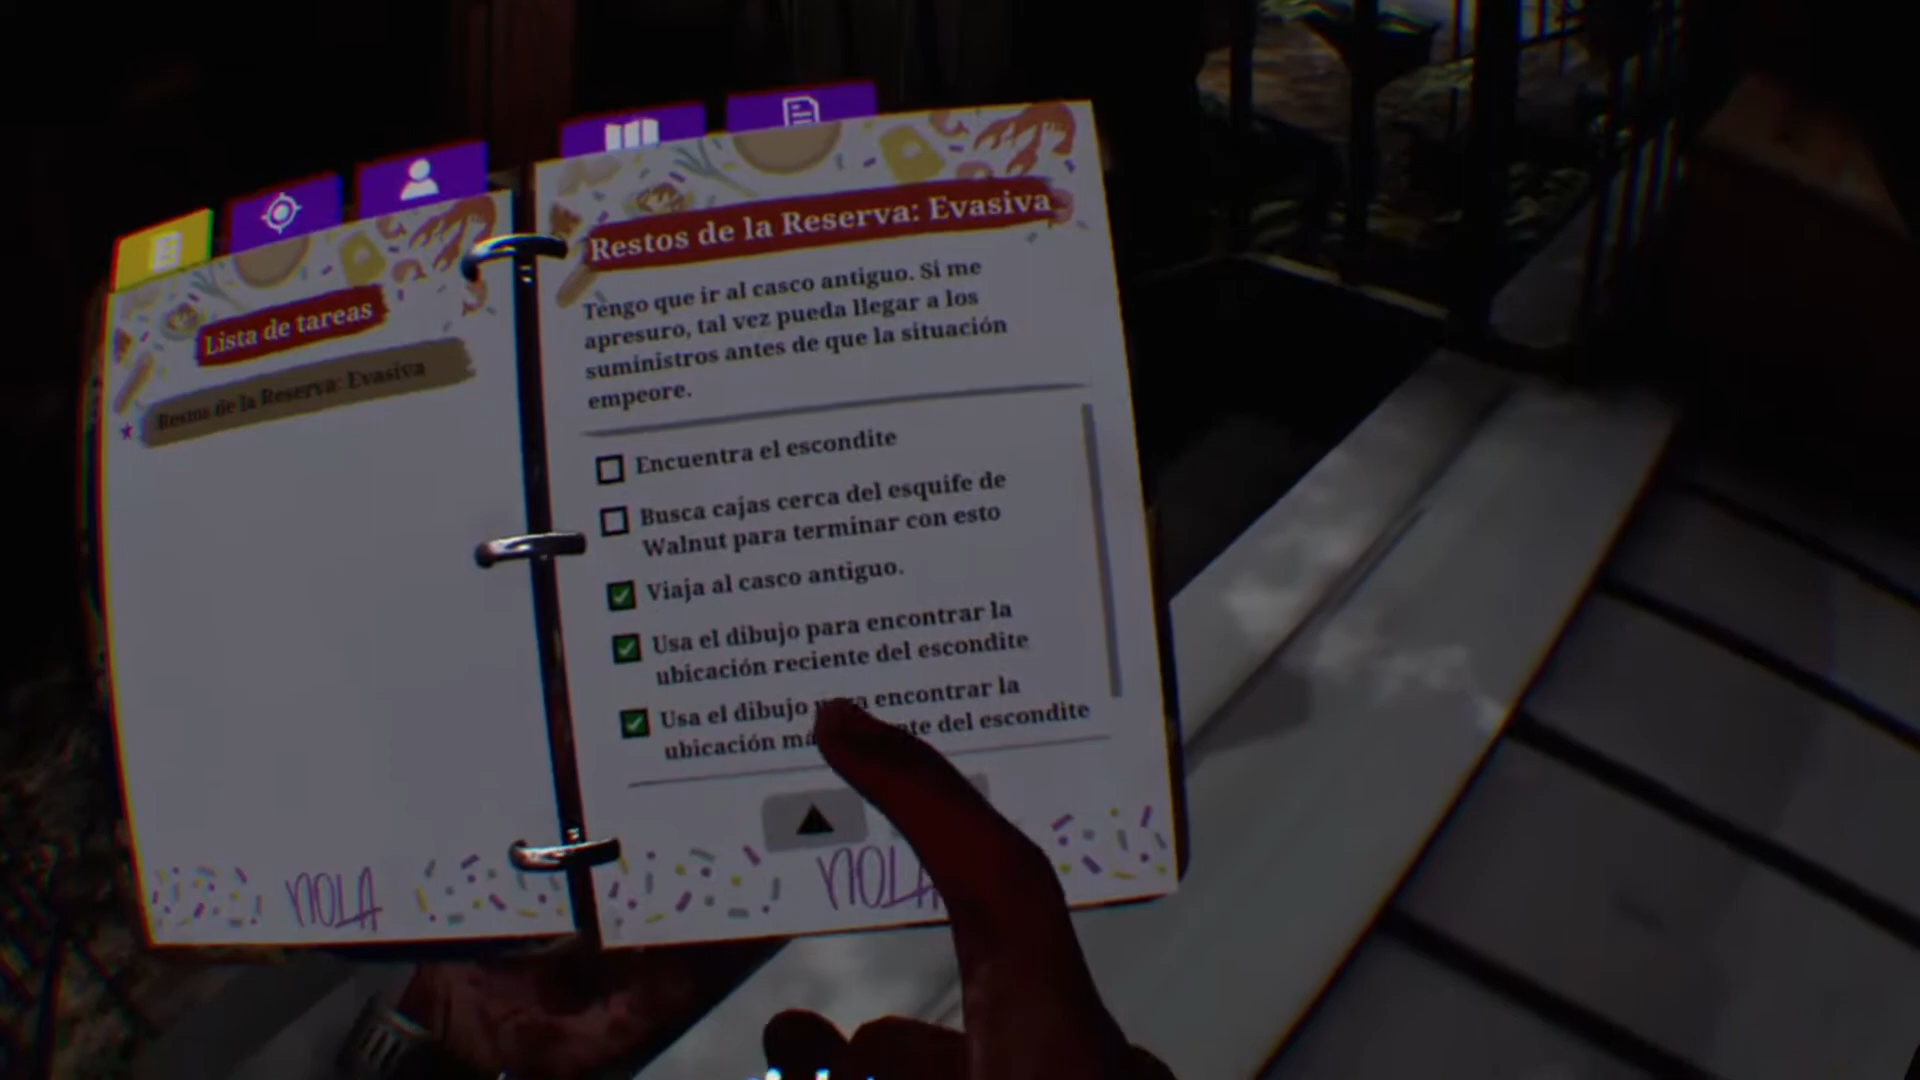 Lista de tareas
Restos de la Reserva: Evasiva
NOLA
Restos de la Reserva: Evasiva
Tengo que ir al casco antiguo. Si me
apresuro, tal vez pueda llegar a los
suministros antes de que la situación
empeore.
Encuentra el escondite
Busca cajas cerca del esquife de
Walnut para terminar con esto
Viaja al casco antiguo.
Usa el dibujo para encontrar la
ubicación reciente del escondite
Usa el dibujo encontrar la
ubicación del escondite
NOLA